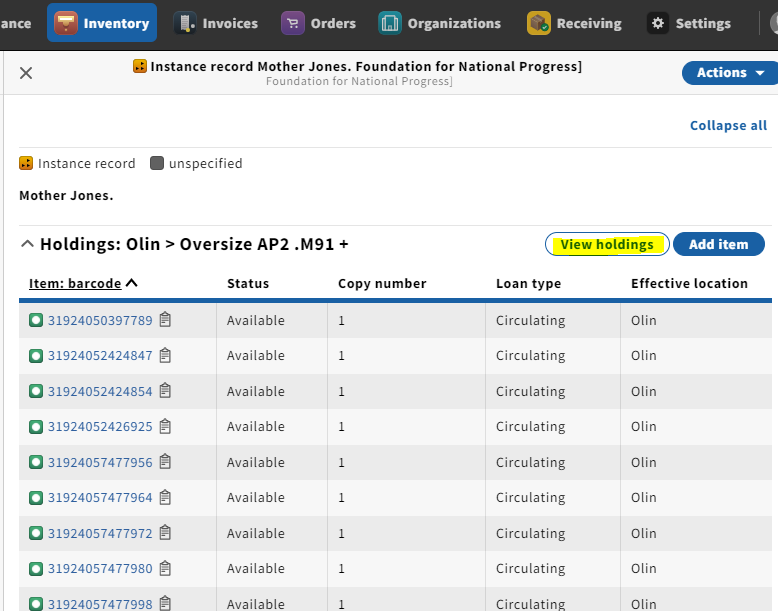 ance Inventory Invoices Orders Organizations Receiving Settings
Instance record Mother Jones. Foundation for National Progress]
Foundation for National Progress]
Actions
Collapse all
Instance record unspecified
Mother Jones.
Holdings: Olin > Oversize AP2 .M91 + View holdings Add item
Item: barcode Status Copy number Loan type Effective location
31924050397789 Available 1 Circulating Olin
31924052424847 Available 1 Circulating Olin
31924052424854 Available 1 Circulating Olin
31924052426925 Available 1 Circulating Olin
31924057477956 Available 1 Circulating Olin
31924057477964 Available 1 Circulating Olin
31924057477972 Available 1 Circulating Olin
31924057477980 Available 1 Circulating Olin
31924057477998 Available 1 Circulating Olin